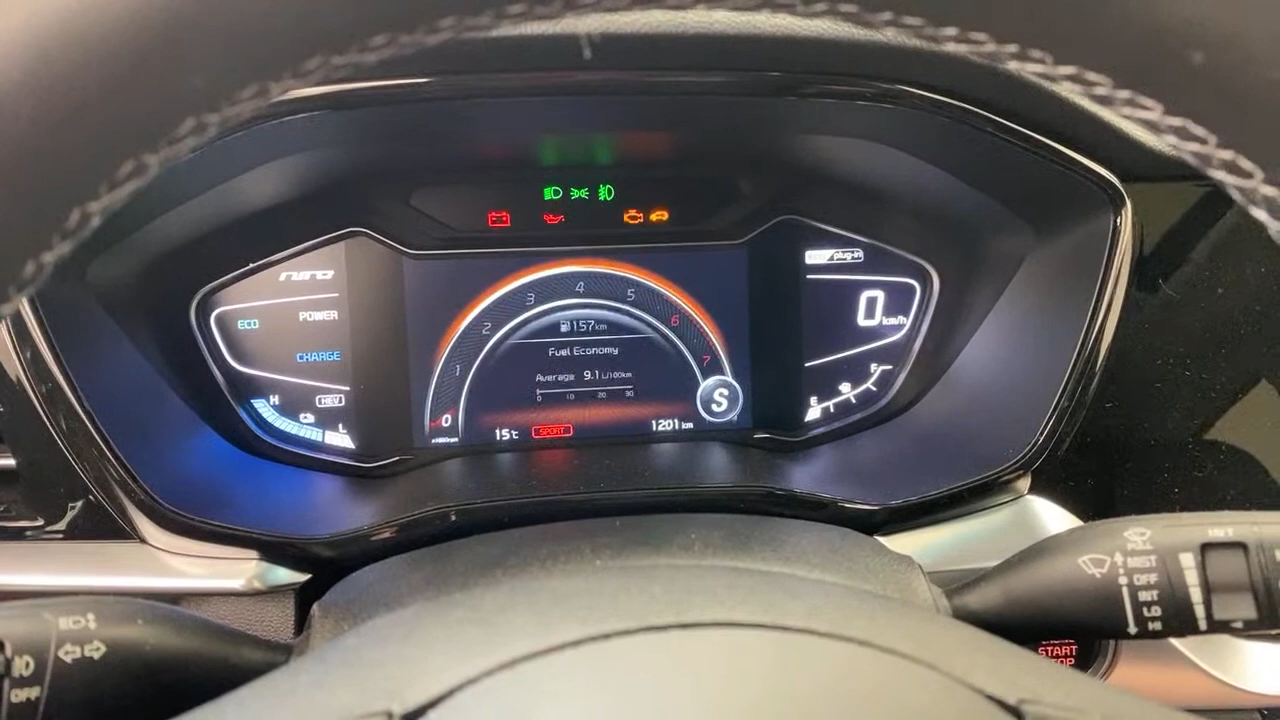 niro
plug-in
ECO
POWER
CHARGE
H
HEV
L
0
1
2
3
4
5
6
7
157km
Fuel Economy
Average 9.1 L/100km
0 10 20 30
15℃
SPORT
1201 km
S
0 km/h
E
F
MIST
OFF
INT
LO
HI
INT
OFF
START